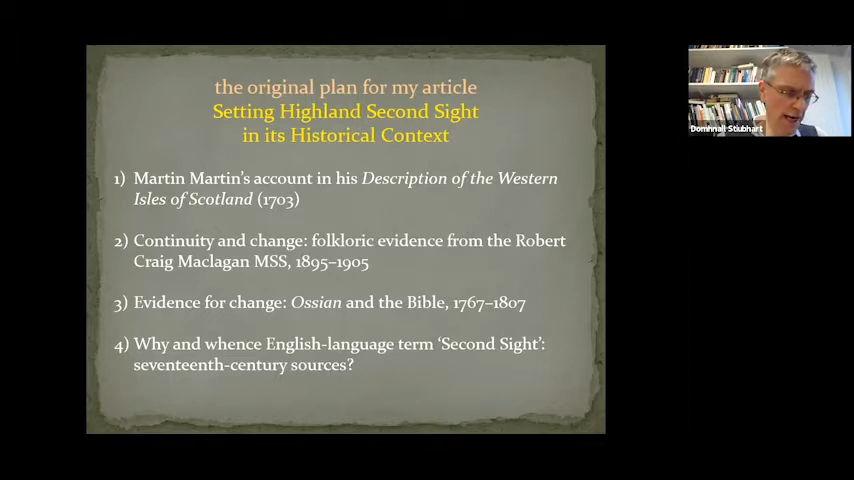 the original plan for my article
Setting Highland Second Sight
in its Historical Context
1) Martin Martin's account in his Description of the Western
Isles of Scotland (1703)
2) Continuity and change: folkloric evidence from the Robert
Craig Maclagan MSS, 1895–1905
3) Evidence for change: Ossian and the Bible, 1767–1807
4) Why and whence English-language term 'Second Sight':
seventeenth-century sources?
Domhnall Stiubhart